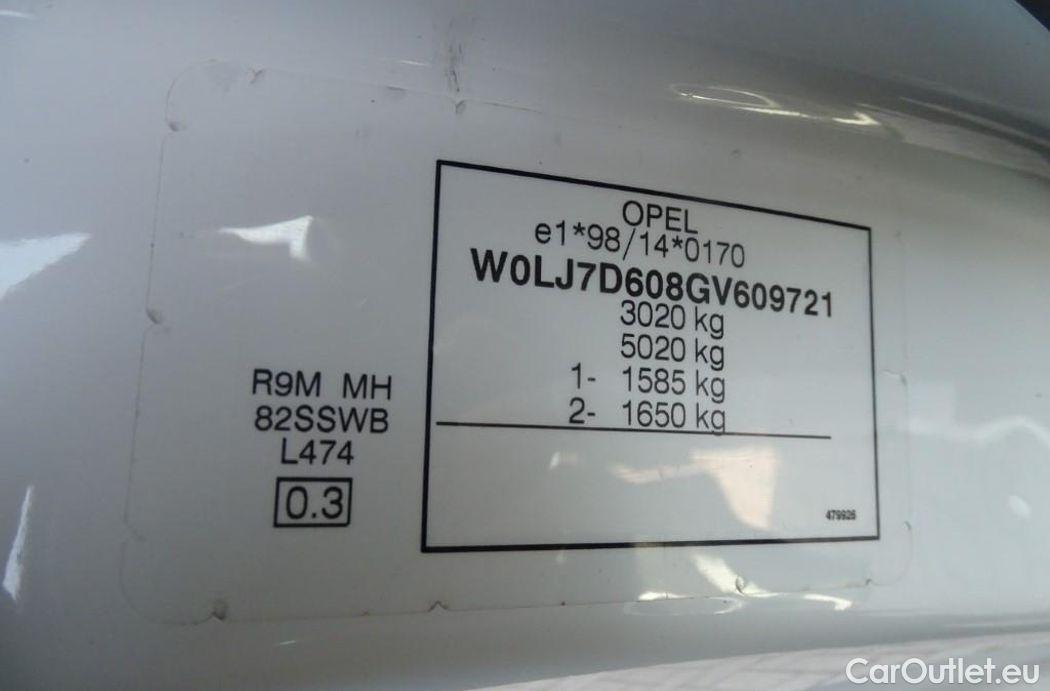 OPEL
e1*98/14*0170
W0LJ7D608GV609721
3020 kg
5020 kg
1- 1585 kg
2- 1650 kg
R9M MH
82SSWB
L474
0.3
479926
CarOutlet.eu